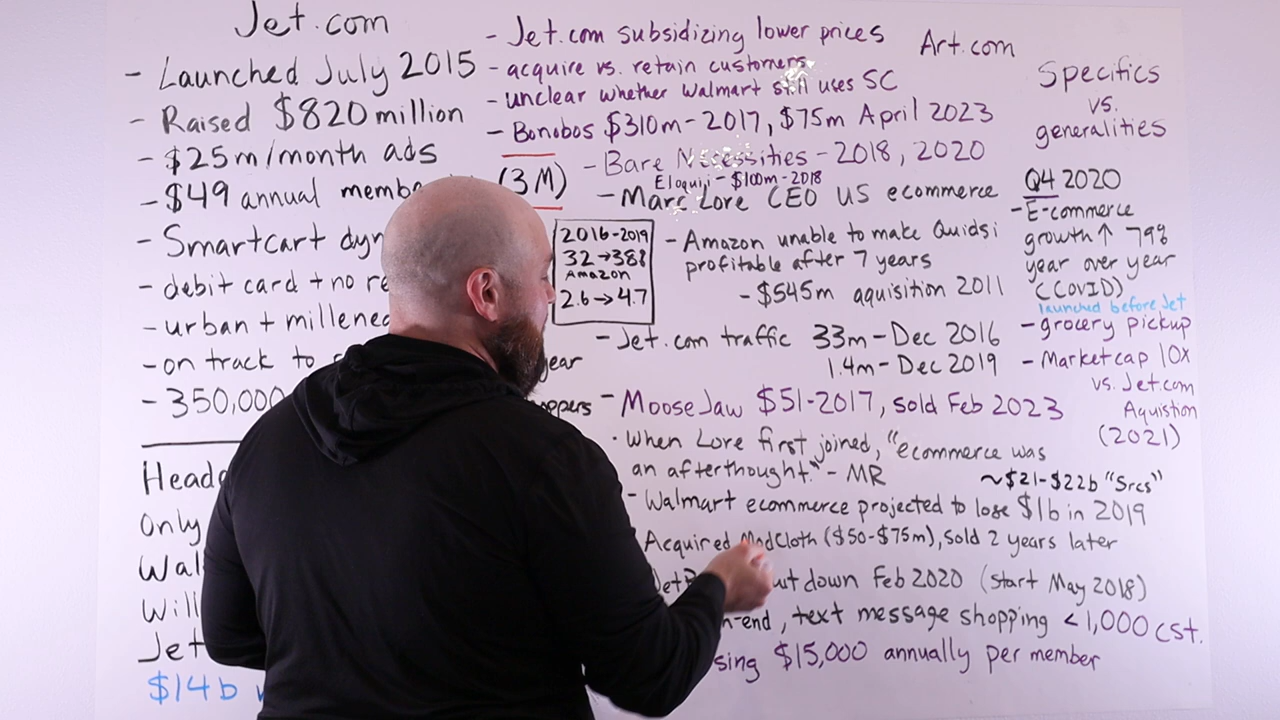 Jet.com
- Launched July 2015
- Raised $820 million
- $25m/month ads
- $49 annual membe
(3M)
- Smartcart dyn
- debit card + no re
- urban + millened
- on track to
year
- 350,000
oppers
Head
Only
Wal
Will
Jet
$14b
- Jet.com subsidizing lower prices
- acquire vs. retain customers
- unclear whether Walmart still uses SC
- Bonobos $310m - 2017, $75m April 2023
- Bare Necessities - 2018, 2020
Eloquii - $100m - 2018
- Marc Lore CEO US ecommerce
2016-2019
32→388
Amazon
2.6→4.7
- Amazon unable to make Quidsi
profitable after 7 years
- $545m aquisition 2011
- Jet.com traffic 33m - Dec 2016
1.4m - Dec 2019
- MooseJaw $51-2017, sold Feb 2023
· When Lore first joined, "ecommerce was
an afterthought." - MR
~$21-$22b "Srcs"
- Walmart ecommerce projected to lose $1b in 2019
Acquired ModCloth ($50-$75m), sold 2 years later
ut down Feb 2020 (start May 2018)
-end, text message shopping < 1,000 cst.
sing $15,000 annually per member
Art.com
Specifics
vs.
generalities
Q4 2020
- E-commerce
growth↑ 79%
year over year
(COVID)
launched before Jet
- grocery pickup
- Marketcap 10x
vs. Jet.com
Aquistion
(2021)